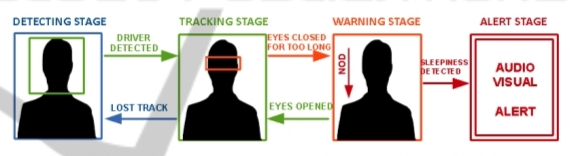 DETECTING STAGE
TRACKING STAGE
WARNING STAGE
ALERT STAGE
DRIVER
DETECTED
EYES CLOSED
FOR TOO LONG
NOD
SLEEPINESS
DETECTED
AUDIO
VISUAL
ALERT
LOST TRACK
EYES OPENED